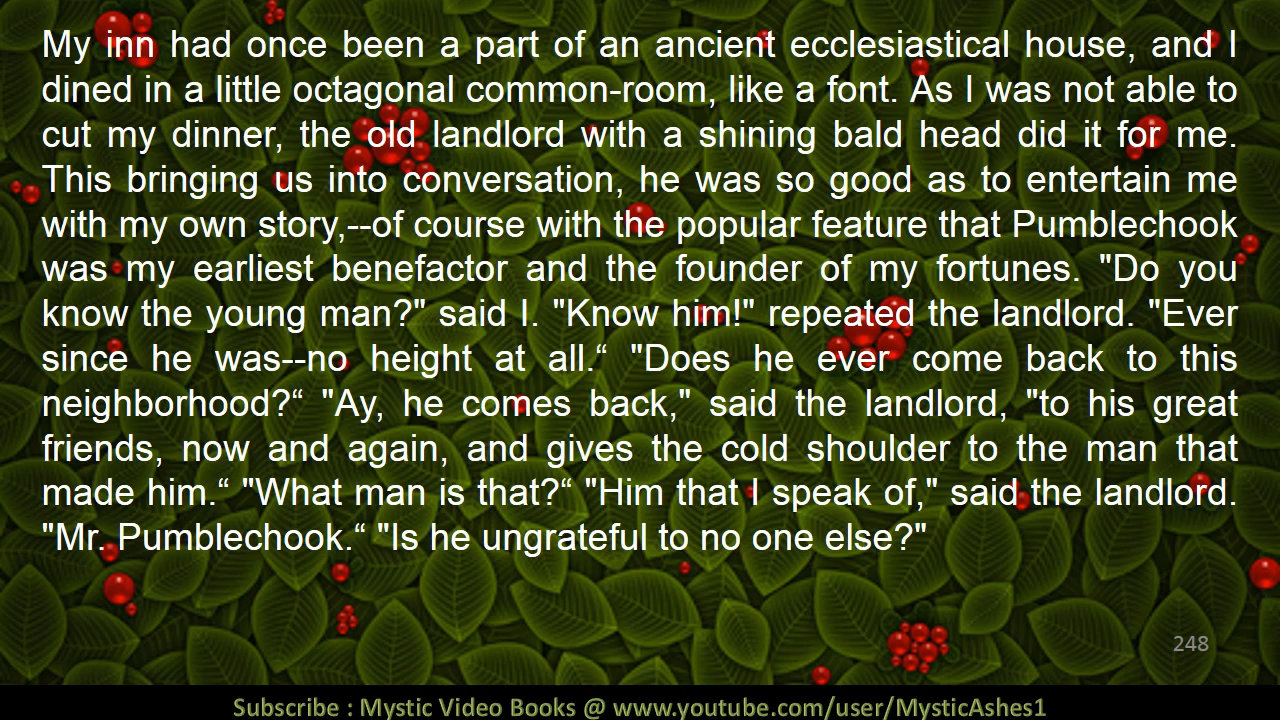 My inn had once been a part of an ancient ecclesiastical house, and I
dined in a little octagonal common-room, like a font. As I was not able to
cut my dinner, the old landlord with a shining bald head did it for me.
This bringing us into conversation, he was so good as to entertain me
with my own story,--of course with the popular feature that Pumblechook
was my earliest benefactor and the founder of my fortunes. "Do you
know the young man?" said I. "Know him!" repeated the landlord. "Ever
since he was--no height at all.“ "Does he ever come back to this
neighborhood?“ "Ay, he comes back," said the landlord, "to his great
friends, now and again, and gives the cold shoulder to the man that
made him.“ "What man is that?“ "Him that I speak of," said the landlord.
"Mr. Pumblechook.“ "Is he ungrateful to no one else?"
248
Subscribe : Mystic Video Books @ www.youtube.com/user/MysticAshes1